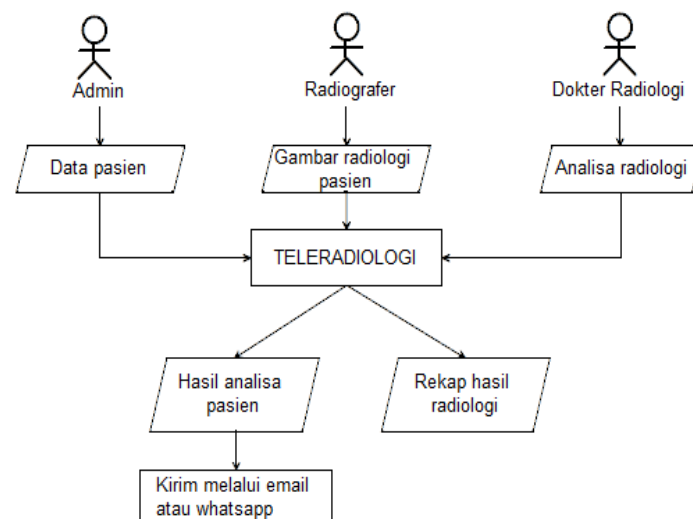 Admin
Radiografer
Dokter Radiologi
Data pasien
Gambar radiologi
pasien
Analisa radiologi
TELERADIOLOGI
Hasil analisa
pasien
Rekap hasil
radiologi
Kirim melalui email
atau whatsapp